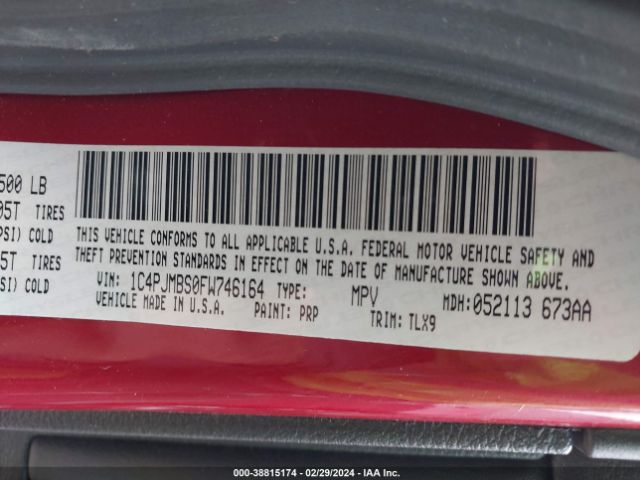 500 LB
05T TIRES
PSI) COLD
5T TIRES
SI) COLD
THIS VEHICLE CONFORMS TO ALL APPLICABLE U.S.A. FEDERAL MOTOR VEHICLE SAFETY AND
THEFT PREVENTION STANDARDS IN EFFECT ON THE DATE OF MANUFACTURE SHOWN ABOVE.
VIN: 1C4PJMBS0FW746164 TYPE: MPV MDH:052113 673AA
VEHICLE MADE IN U.S.A. PAINT: PRP TRIM: TLX9
000-38815174 - 02/29/2024 - IAA Inc.